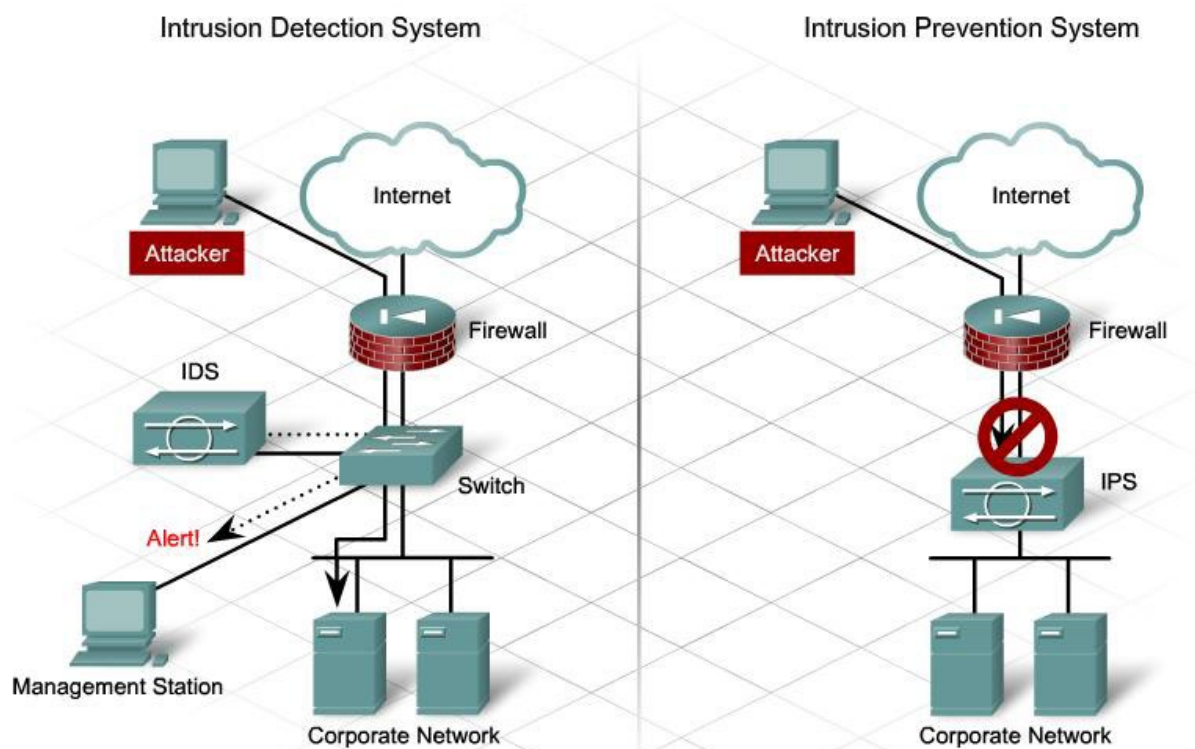 Intrusion Detection System
Internet
Attacker
Firewall
IDS
Switch
Alert!
Management Station
Corporate Network
Intrusion Prevention System
Internet
Attacker
Firewall
IPS
Corporate Network